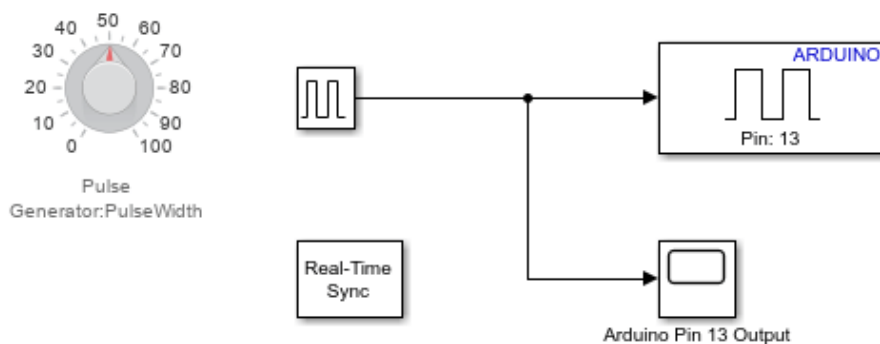 50
40
60
30
70
20
80
10
90
0
100
Pulse
Generator:PulseWidth
ARDUINO
Pin: 13
Real-Time
Sync
Arduino Pin 13 Output